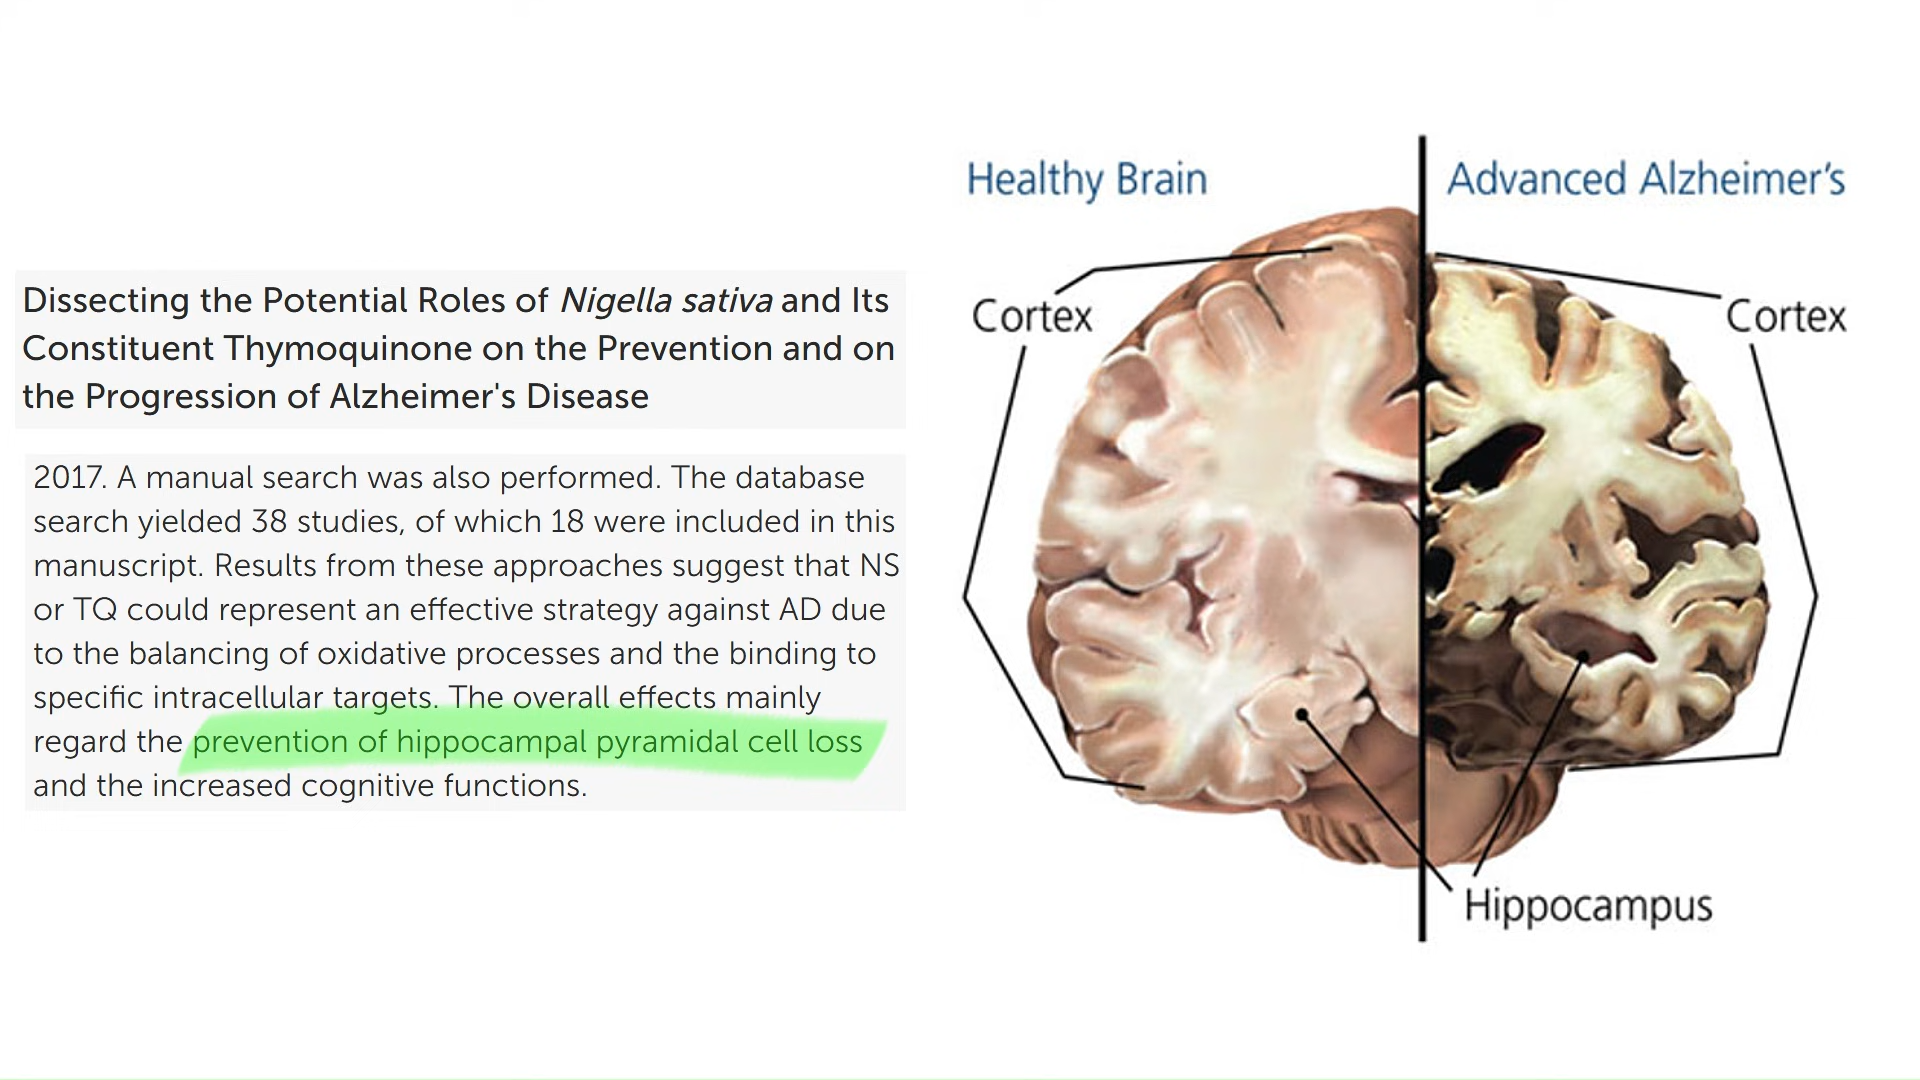 Dissecting the Potential Roles of Nigella sativa and Its
Constituent Thymoquinone on the Prevention and on
the Progression of Alzheimer's Disease
2017. A manual search was also performed. The database
search yielded 38 studies, of which 18 were included in this
manuscript. Results from these approaches suggest that NS
or TQ could represent an effective strategy against AD due
to the balancing of oxidative processes and the binding to
specific intracellular targets. The overall effects mainly
regard the prevention of hippocampal pyramidal cell loss
and the increased cognitive functions.
Healthy Brain
Advanced Alzheimer's
Cortex
Cortex
Hippocampus